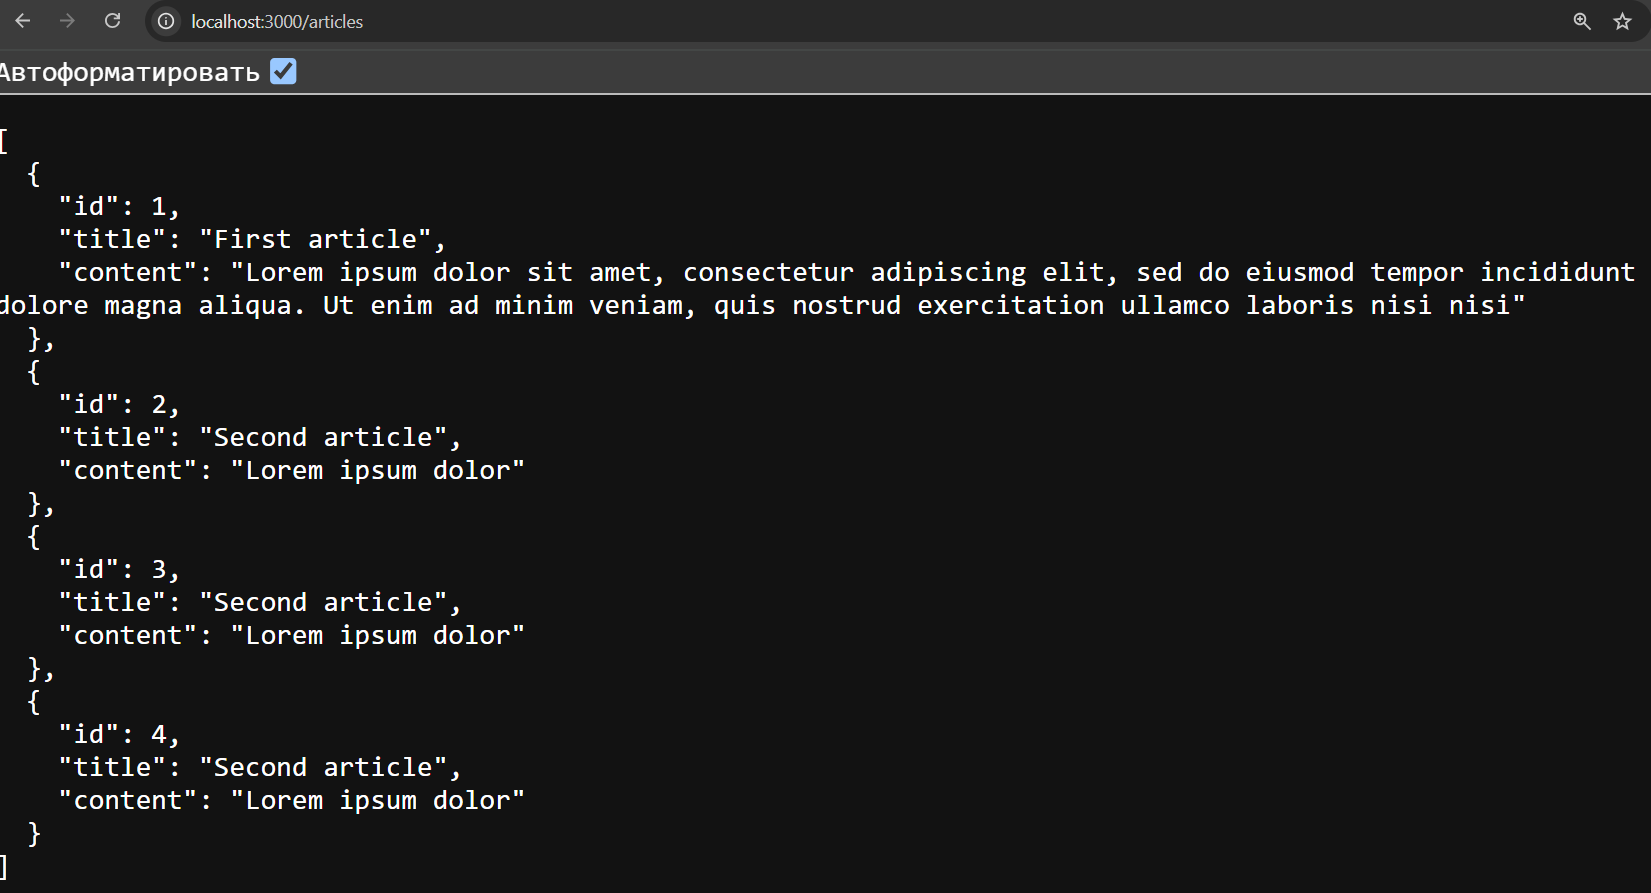 localhost:3000/articles
Автоформатировать
[
  {
    "id": 1,
    "title": "First article",
    "content": "Lorem ipsum dolor sit amet, consectetur adipiscing elit, sed do eiusmod tempor incididunt
dolore magna aliqua. Ut enim ad minim veniam, quis nostrud exercitation ullamco laboris nisi nisi"
  },
  {
    "id": 2,
    "title": "Second article",
    "content": "Lorem ipsum dolor"
  },
  {
    "id": 3,
    "title": "Second article",
    "content": "Lorem ipsum dolor"
  },
  {
    "id": 4,
    "title": "Second article",
    "content": "Lorem ipsum dolor"
  }
]